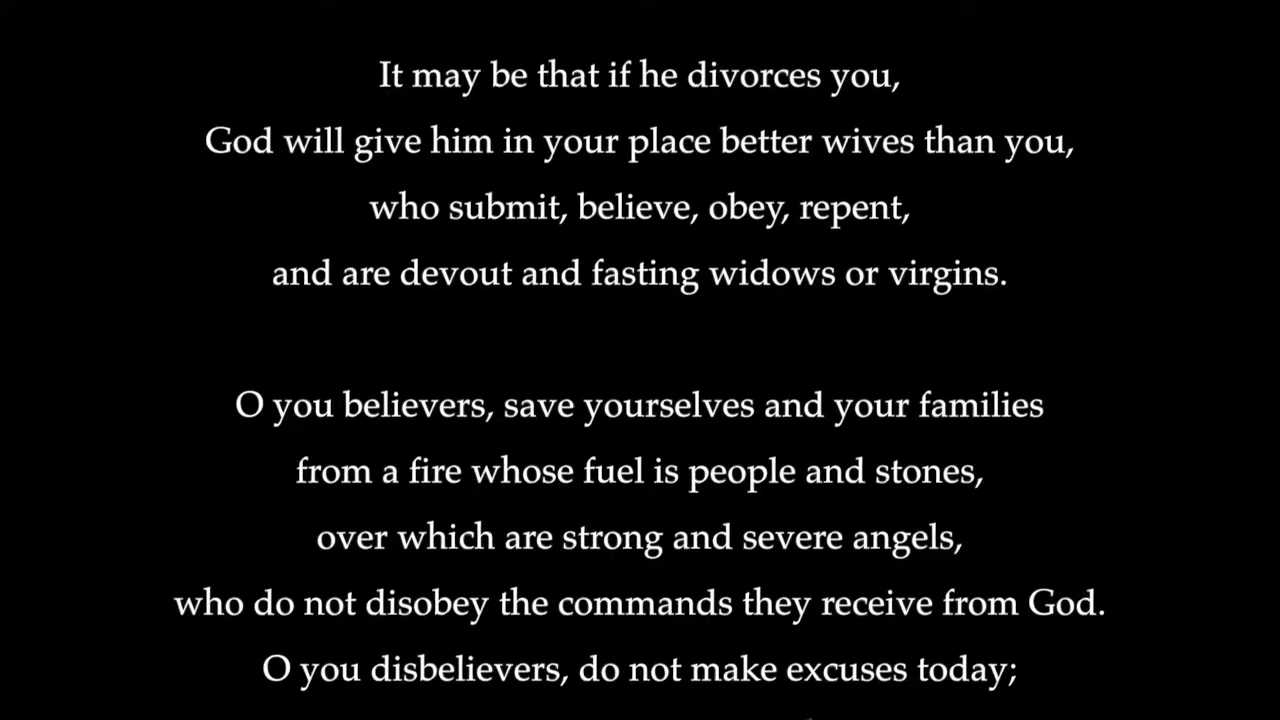 It may be that if he divorces you,
God will give him in your place better wives than you,
who submit, believe, obey, repent,
and are devout and fasting widows or virgins.
O you believers, save yourselves and your families
from a fire whose fuel is people and stones,
over which are strong and severe angels,
who do not disobey the commands they receive from God.
O you disbelievers, do not make excuses today;